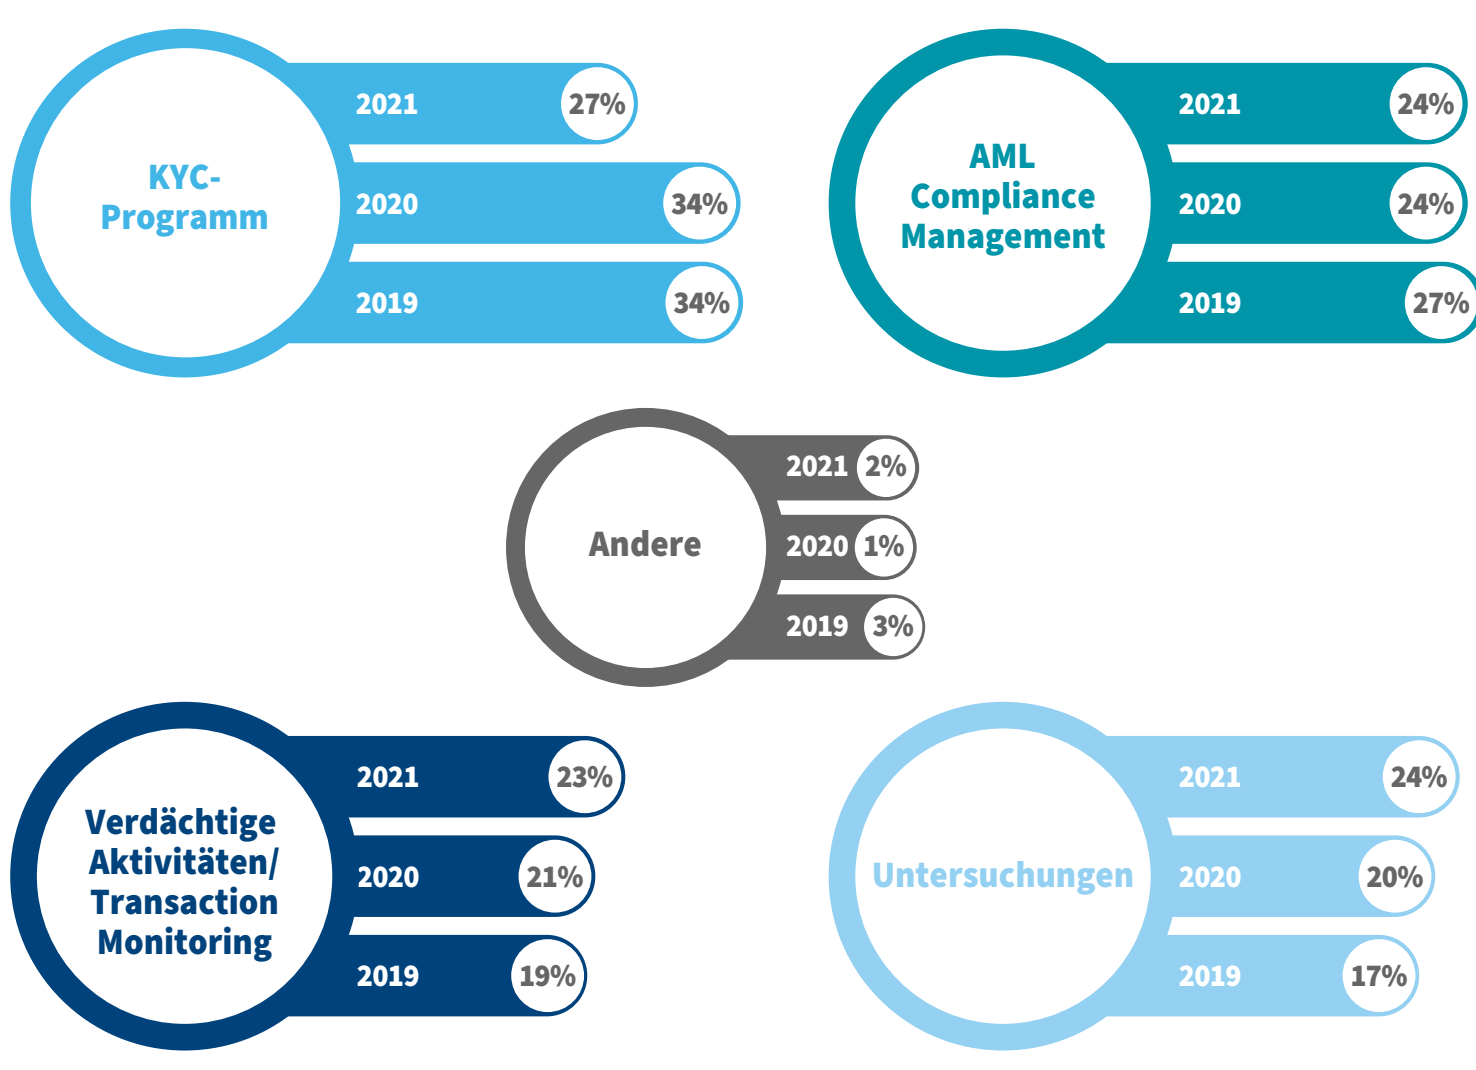 KYC-
Programm
2021 27%
2020 34%
2019 34%
AML
Compliance
Management
2021 24%
2020 24%
2019 27%
Andere
2021 2%
2020 1%
2019 3%
Verdächtige
Aktivitäten/
Transaction
Monitoring
2021 23%
2020 21%
2019 19%
Untersuchungen
2021 24%
2020 20%
2019 17%